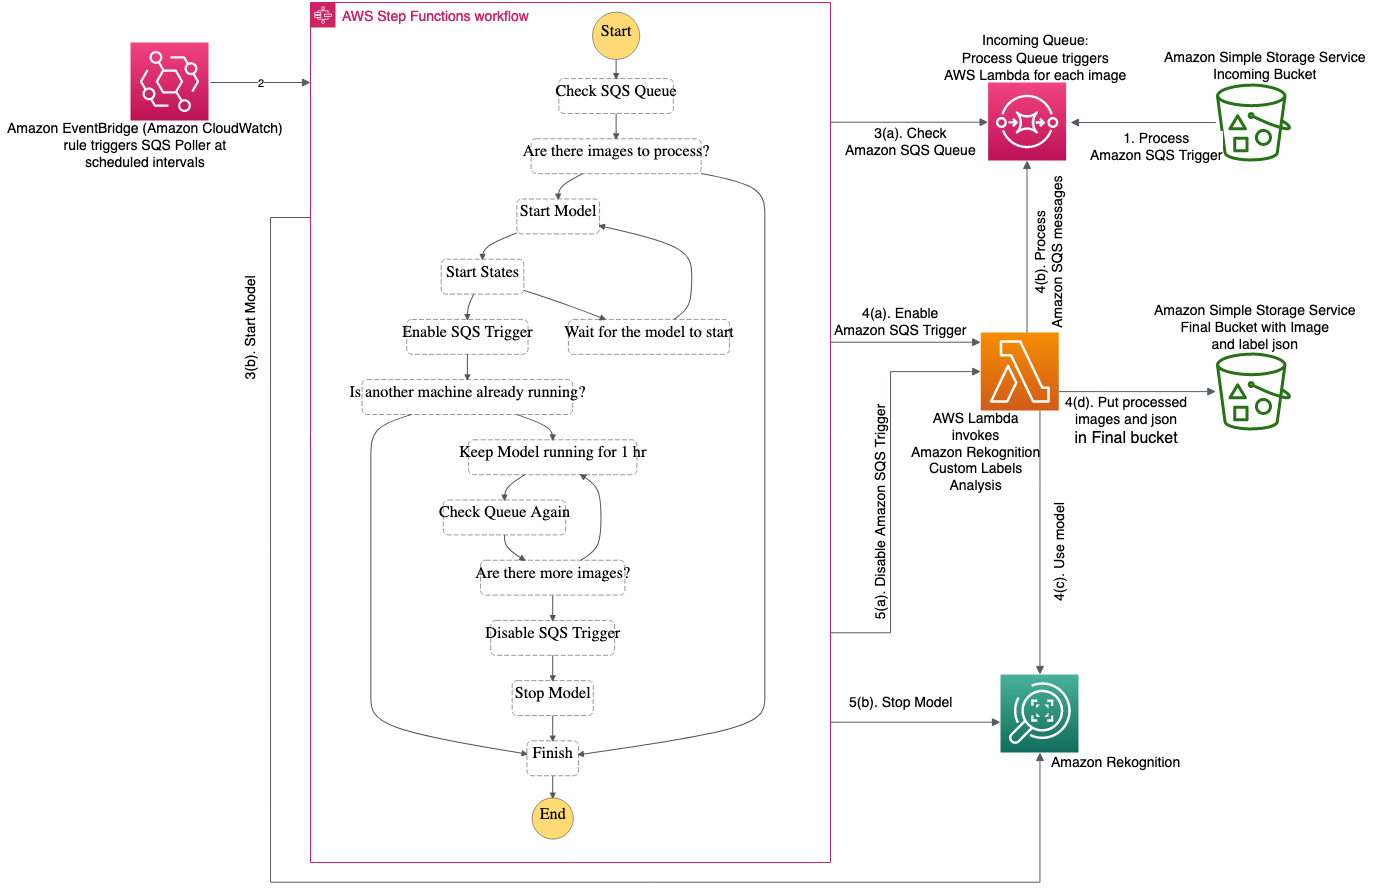 AWS Step Functions workflow
Start
Check SQS Queue
Are there images to process?
Start Model
Start States
Enable SQS Trigger
Wait for the model to start
Is another machine already running?
Keep Model running for 1 hr
Check Queue Again
Are there more images?
Disable SQS Trigger
Stop Model
Finish
End
2
Amazon EventBridge (Amazon CloudWatch)
rule triggers SQS Poller at
scheduled intervals
3(b). Start Model
Incoming Queue:
Process Queue triggers
AWS Lambda for each image
Amazon Simple Storage Service
Incoming Bucket
3(a). Check
Amazon SQS Queue
1. Process
Amazon SQS Trigger
4(b). Process
Amazon SQS messages
4(a). Enable
Amazon SQS Trigger
Amazon Simple Storage Service
Final Bucket with Image
and label json
AWS Lambda
invokes
Amazon Rekognition
Custom Labels
Analysis
4(d). Put processed
images and json
in Final bucket
5(a). Disable Amazon SQS Trigger
4(c). Use model
5(b). Stop Model
Amazon Rekognition